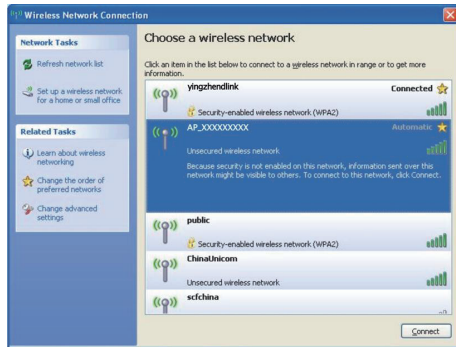 Wireless Network Connection
Network Tasks
Refresh network list
Set up a wireless network
for a home or small office
Related Tasks
Learn about wireless
networking
Change the order of
preferred networks
Change advanced
settings
Choose a wireless network
Click an item in the list below to connect to a wireless network in range or to get more
information.
yingzhendlink Connected
Security-enabled wireless network (WPA2)
AP_XXXXXXXXX Automatic
Unsecured wireless network
Because security is not enabled on this network, information sent over this
network might be visible to others. To connect to this network, click Connect.
public
Security-enabled wireless network (WPA2)
ChinaUnicom
Unsecured wireless network
scfchina
Connect